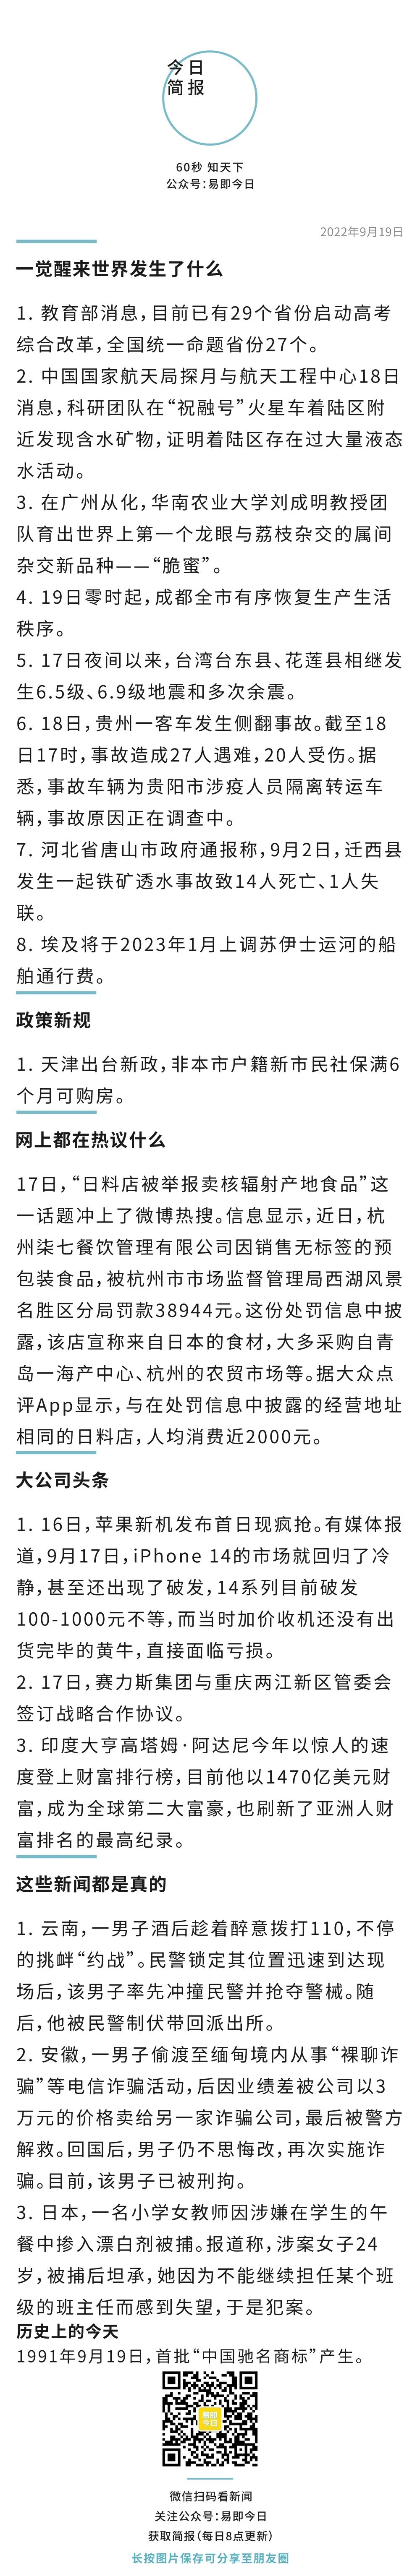 今日
简报
60秒 知天下
公众号：易即今日
2022年9月19日
一觉醒来世界发生了什么
1. 教育部消息，目前已有29个省份启动高考
综合改革，全国统一命题省份27个。
2. 中国国家航天局探月与航天工程中心18日
消息，科研团队在“祝融号”火星车着陆区附
近发现含水矿物，证明着陆区存在过大量液态
水活动。
3. 在广州从化，华南农业大学刘成明教授团
队育出世界上第一个龙眼与荔枝杂交的属间
杂交新品种——“脆蜜”。
4. 19日零时起，成都全市有序恢复生产生活
秩序。
5. 17日夜间以来，台湾台东县、花莲县相继发
生6.5级、6.9级地震和多次余震。
6. 18日，贵州一客车发生侧翻事故。截至18
日17时，事故造成27人遇难，20人受伤。据
悉，事故车辆为贵阳市涉疫人员隔离转运车
辆，事故原因正在调查中。
7. 河北省唐山市政府通报称，9月2日，迁西县
发生一起铁矿透水事故致14人死亡、1人失
联。
8. 埃及将于2023年1月上调苏伊士运河的船
舶通行费。
政策新规
1. 天津出台新政，非本市户籍新市民社保满6
个月可购房。
网上都在热议什么
17日，“日料店被举报卖核辐射产地食品”这
一话题冲上了微博热搜。信息显示，近日，杭
州柒七餐饮管理有限公司因销售无标签的预
包装食品，被杭州市市场监督管理局西湖风景
名胜区分局罚款38944元。这份处罚信息中披
露，该店宣称来自日本的食材，大多采购自青
岛一海产中心、杭州的农贸市场等。据大众点
评App显示，与在处罚信息中披露的经营地址
相同的日料店，人均消费近2000元。
大公司头条
1. 16日，苹果新机发布首日现疯抢。有媒体报
道，9月17日，iPhone 14的市场就回归了冷
静，甚至还出现了破发，14系列目前破发
100-1000元不等，而当时加价收机还没有出
货完毕的黄牛，直接面临亏损。
2. 17日，赛力斯集团与重庆两江新区管委会
签订战略合作协议。
3. 印度大亨高塔姆·阿达尼今年以惊人的速
度登上财富排行榜，目前他以1470亿美元财
富，成为全球第二大富豪，也刷新了亚洲人财
富排名的最高纪录。
这些新闻都是真的
1. 云南，一男子酒后趁着醉意拨打110，不停
的挑衅“约战”。民警锁定其位置迅速到达现
场后，该男子率先冲撞民警并抢夺警械。随
后，他被民警制伏带回派出所。
2. 安徽，一男子偷渡至缅甸境内从事“裸聊诈
骗”等电信诈骗活动，后因业绩差被公司以3
万元的价格卖给另一家诈骗公司，最后被警方
解救。回国后，男子仍不思悔改，再次实施诈
骗。目前，该男子已被刑拘。
3. 日本，一名小学女教师因涉嫌在学生的午
餐中掺入漂白剂被捕。报道称，涉案女子24
岁，被捕后坦承，她因为不能继续担任某个班
级的班主任而感到失望，于是犯案。
历史上的今天
1991年9月19日，首批“中国驰名商标”产生。
易即
今日
微信扫码看新闻
关注公众号：易即今日
获取简报（每日8点更新）
长按图片保存可分享至朋友圈